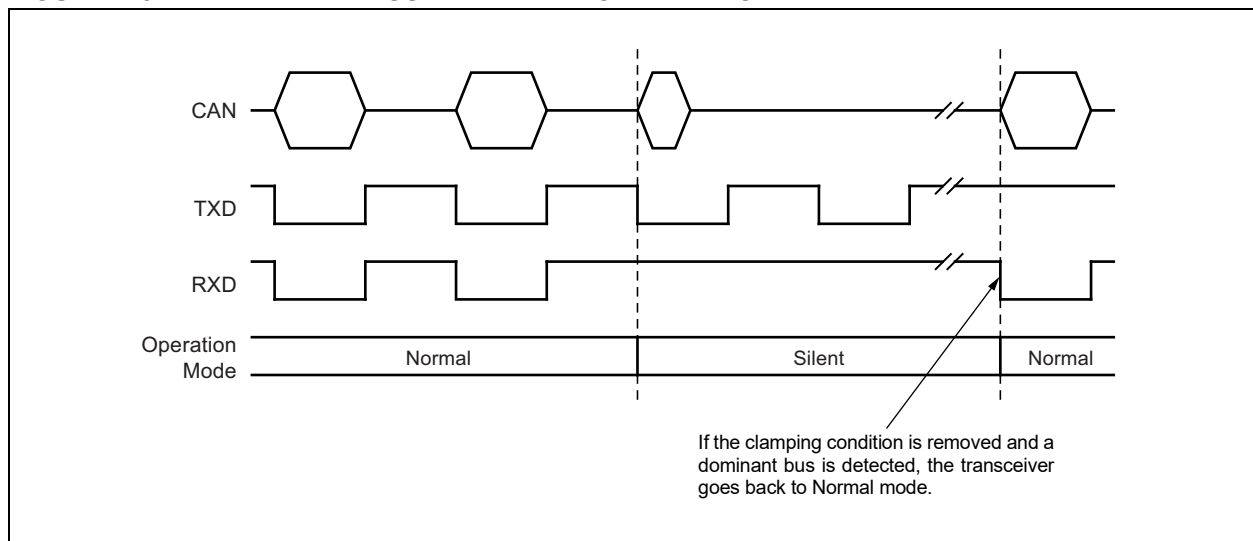 CAN
TXD
RXD
Operation
Mode
Normal
Silent
Normal
If the clamping condition is removed and a
dominant bus is detected, the transceiver
goes back to Normal mode.